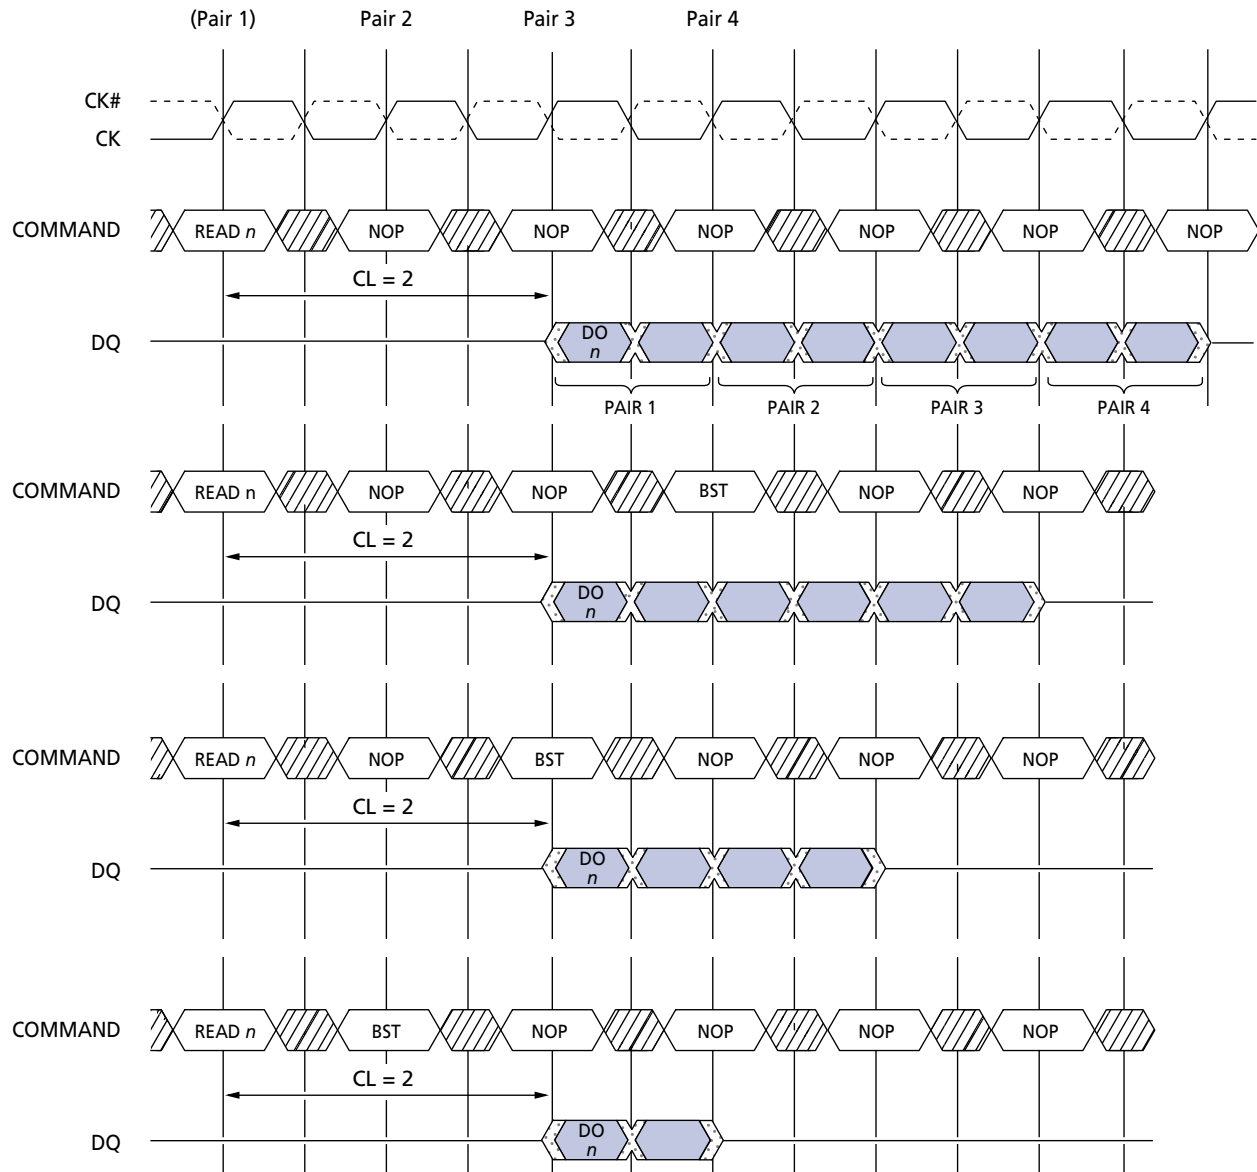 (Pair 1) Pair 2 Pair 3 Pair 4
CK#
CK
COMMAND READ n NOP NOP NOP NOP NOP NOP
CL = 2
DQ DO
n
PAIR 1 PAIR 2 PAIR 3 PAIR 4
COMMAND READ n NOP NOP BST NOP NOP
CL = 2
DQ DO
n
COMMAND READ n NOP BST NOP NOP NOP
CL = 2
DQ DO
n
COMMAND READ n BST NOP NOP NOP NOP
CL = 2
DQ DO
n